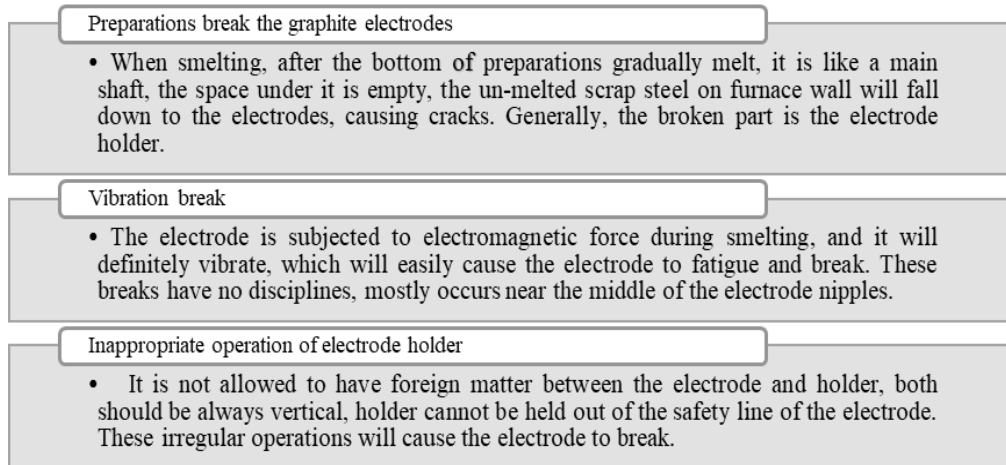 Preparations break the graphite electrodes
• When smelting, after the bottom of preparations gradually melt, it is like a main
shaft, the space under it is empty, the un-melted scrap steel on furnace wall will fall
down to the electrodes, causing cracks. Generally, the broken part is the electrode
holder.
Vibration break
• The electrode is subjected to electromagnetic force during smelting, and it will
definitely vibrate, which will easily cause the electrode to fatigue and break. These
breaks have no disciplines, mostly occurs near the middle of the electrode nipples.
Inappropriate operation of electrode holder
• It is not allowed to have foreign matter between the electrode and holder, both
should be always vertical, holder cannot be held out of the safety line of the electrode.
These irregular operations will cause the electrode to break.